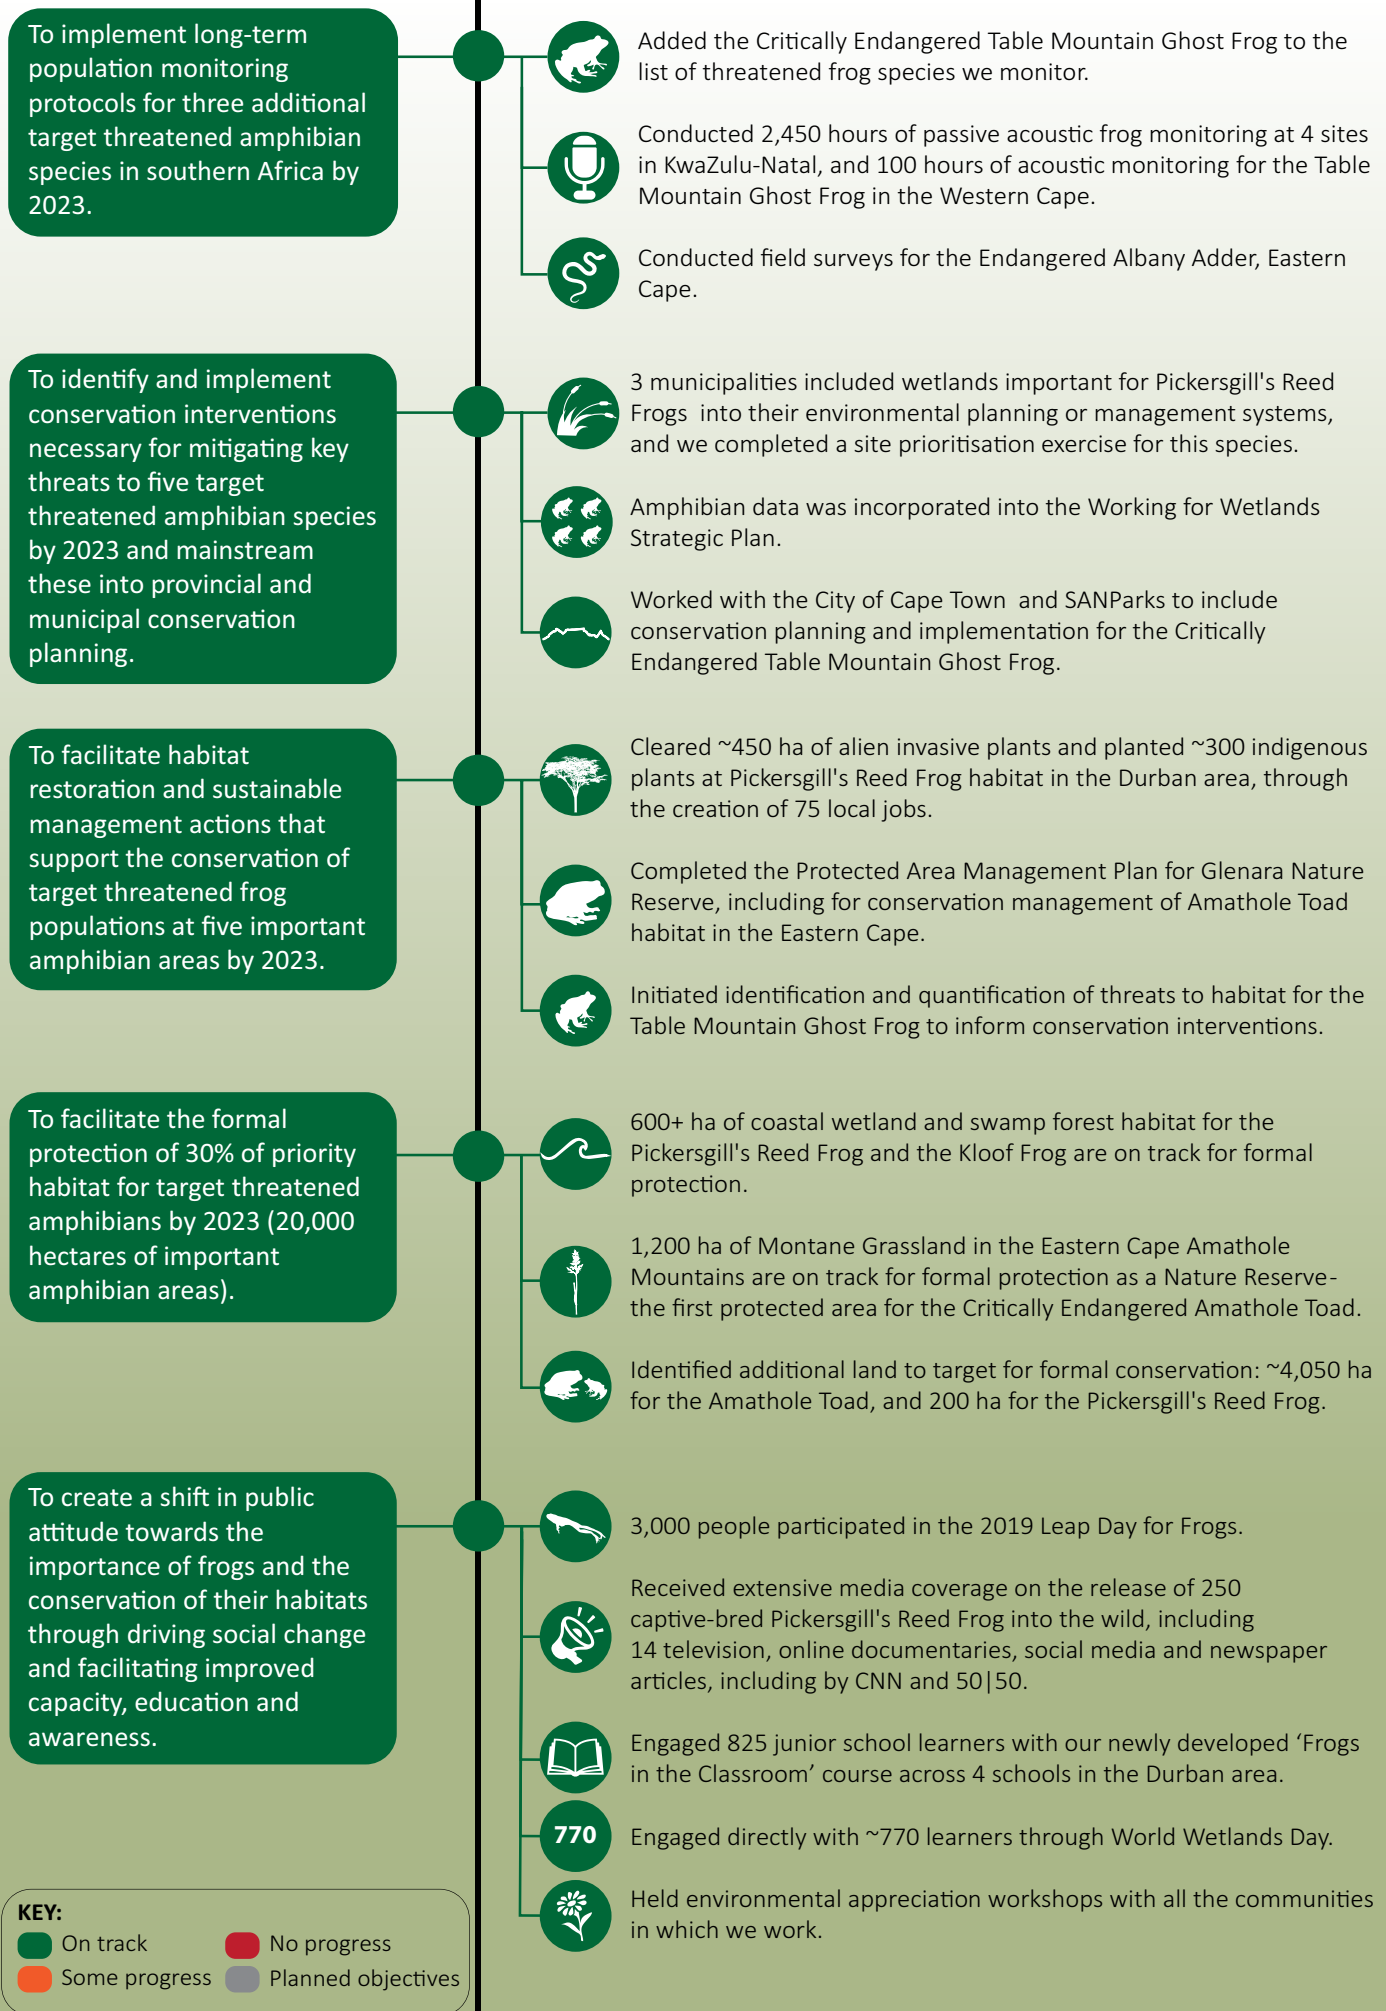 To implement long-term
population monitoring
protocols for three additional
target threatened amphibian
species in southern Africa by
2023.
Added the Critically Endangered Table Mountain Ghost Frog to the
list of threatened frog species we monitor.
Conducted 2,450 hours of passive acoustic frog monitoring at 4 sites
in KwaZulu-Natal, and 100 hours of acoustic monitoring for the Table
Mountain Ghost Frog in the Western Cape.
Conducted field surveys for the Endangered Albany Adder, Eastern
Cape.
To identify and implement
conservation interventions
necessary for mitigating key
threats to five target
threatened amphibian species
by 2023 and mainstream
these into provincial and
municipal conservation
planning.
3 municipalities included wetlands important for Pickersgill's Reed
Frogs into their environmental planning or management systems,
and we completed a site prioritisation exercise for this species.
Amphibian data was incorporated into the Working for Wetlands
Strategic Plan.
Worked with the City of Cape Town and SANParks to include
conservation planning and implementation for the Critically
Endangered Table Mountain Ghost Frog.
To facilitate habitat
restoration and sustainable
management actions that
support the conservation of
target threatened frog
populations at five important
amphibian areas by 2023.
Cleared ~450 ha of alien invasive plants and planted ~300 indigenous
plants at Pickersgill's Reed Frog habitat in the Durban area, through
the creation of 75 local jobs.
Completed the Protected Area Management Plan for Glenara Nature
Reserve, including for conservation management of Amathole Toad
habitat in the Eastern Cape.
Initiated identification and quantification of threats to habitat for the
Table Mountain Ghost Frog to inform conservation interventions.
To facilitate the formal
protection of 30% of priority
habitat for target threatened
amphibians by 2023 (20,000
hectares of important
amphibian areas).
600+ ha of coastal wetland and swamp forest habitat for the
Pickersgill's Reed Frog and the Kloof Frog are on track for formal
protection.
1,200 ha of Montane Grassland in the Eastern Cape Amathole
Mountains are on track for formal protection as a Nature Reserve-
the first protected area for the Critically Endangered Amathole Toad.
Identified additional land to target for formal conservation: ~4,050 ha
for the Amathole Toad, and 200 ha for the Pickersgill's Reed Frog.
To create a shift in public
attitude towards the
importance of frogs and the
conservation of their habitats
through driving social change
and facilitating improved
capacity, education and
awareness.
3,000 people participated in the 2019 Leap Day for Frogs.
Received extensive media coverage on the release of 250
captive-bred Pickersgill's Reed Frog into the wild, including
14 television, online documentaries, social media and newspaper
articles, including by CNN and 50|50.
Engaged 825 junior school learners with our newly developed ‘Frogs
in the Classroom’ course across 4 schools in the Durban area.
770
Engaged directly with ~770 learners through World Wetlands Day.
Held environmental appreciation workshops with all the communities
in which we work.
KEY:
On track
No progress
Some progress
Planned objectives